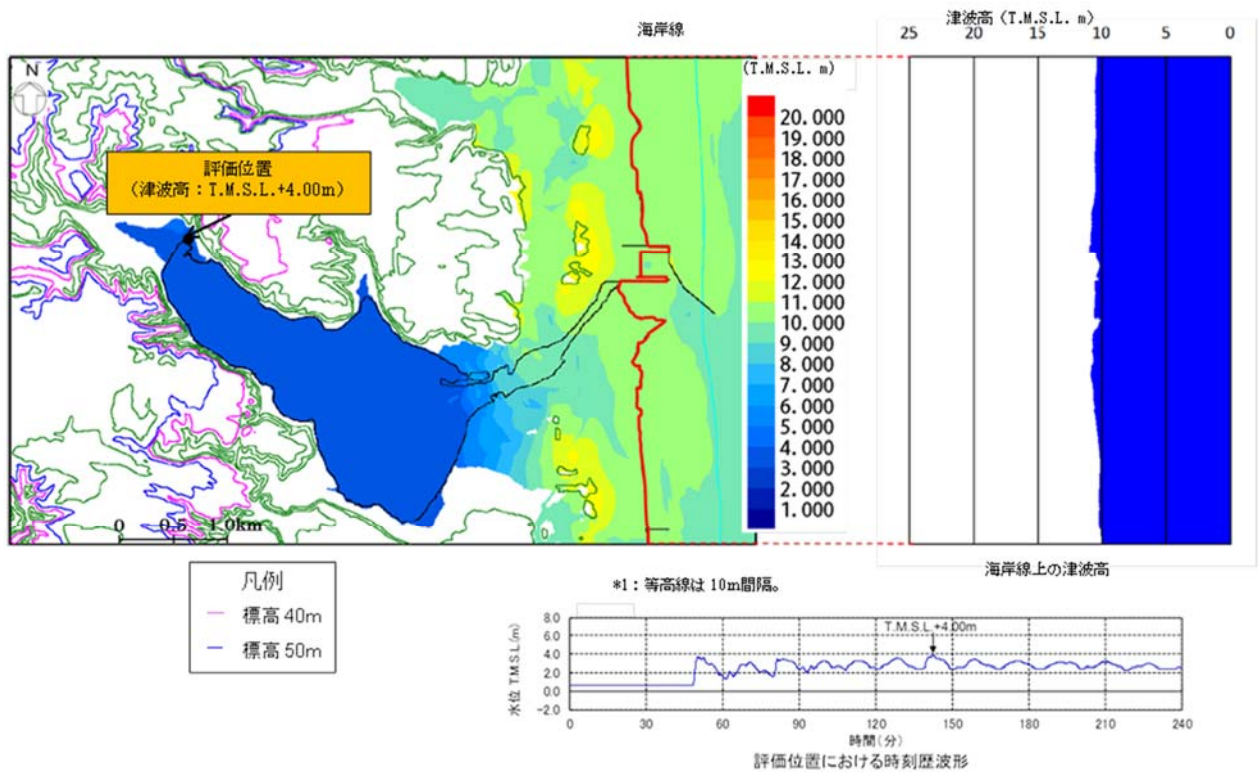 海岸線
津波高（T.M.S.L. m）
25 20 15 10 5 0
N
(T.M.S.L. m)
評価位置
（津波高：T.M.S.L.+4.00m）
20.000
19.000
18.000
17.000
16.000
15.000
14.000
13.000
12.000
11.000
10.000
9.000
8.000
7.000
6.000
5.000
4.000
3.000
2.000
1.000
0 0.5 1.0km
凡例
標高40m
標高50m
海岸線上の津波高
*1：等高線は10m間隔。
水位 T.M.S.L.(m)
8.0
6.0
4.0
2.0
0.0
-2.0
T.M.S.L.+4.00m
0 30 60 90 120 150 180 210 240
時間(分)
評価位置における時刻歴波形